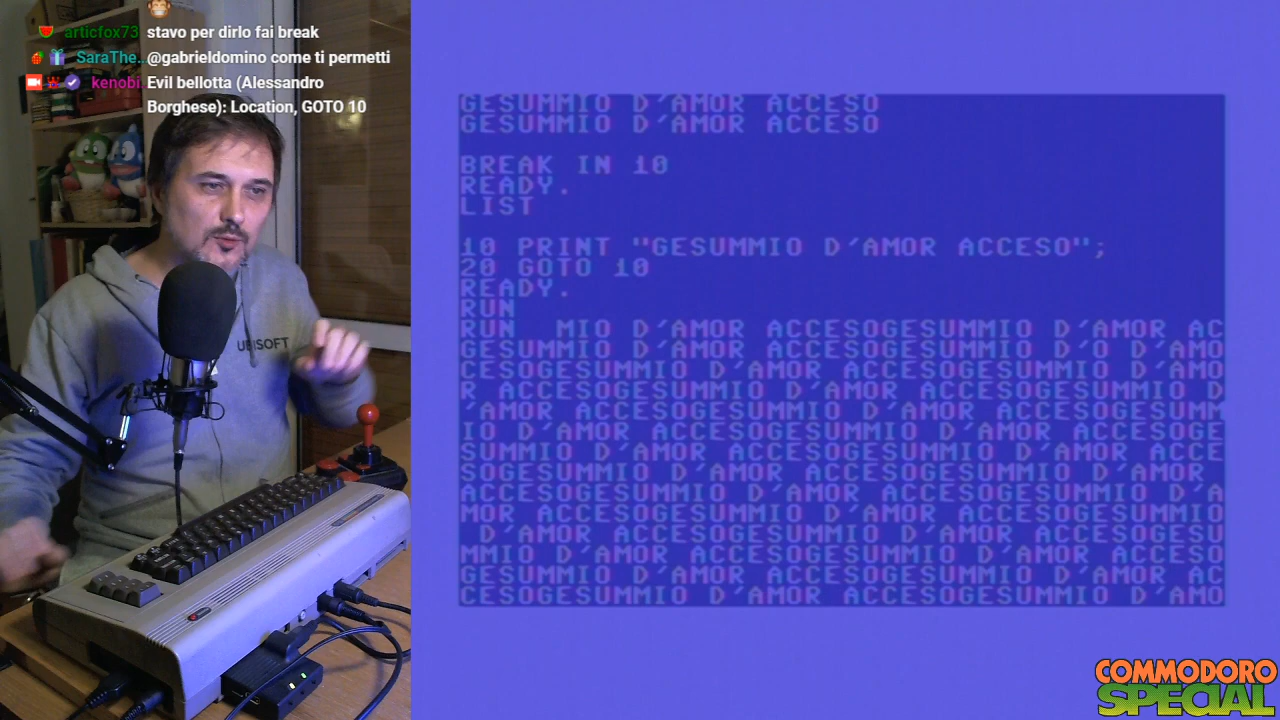 articfox73 stavo per dirlo fai break
SaraThe... @gabrieldomino come ti permetti
kenobi Evil bellotta (Alessandro
Borghese): Location, GOTO 10
UBISOFT
GESUMMIO D'AMOR ACCESO
GESUMMIO D'AMOR ACCESO
BREAK IN 10
READY.
LIST
10 PRINT "GESUMMIO D'AMOR ACCESO";
20 GOTO 10
READY.
RUN
RUN MIO D'AMOR ACCESOGESUMMIO D'AMOR AC
GESUMMIO D'AMOR ACCESOGESUMMIO D'O D'AMO
CESOGESUMMIO D'AMOR ACCESOGESUMMIO D'AMO
R ACCESOGESUMMIO D'AMOR ACCESOGESUMMIO D
'AMOR ACCESOGESUMMIO D'AMOR ACCESOGESUMM
IO D'AMOR ACCESOGESUMMIO D'AMOR ACCESOGE
SUMMIO D'AMOR ACCESOGESUMMIO D'AMOR ACCE
SOGESUMMIO D'AMOR ACCESOGESUMMIO D'AMOR
ACCESOGESUMMIO D'AMOR ACCESOGESUMMIO D'A
MOR ACCESOGESUMMIO D'AMOR ACCESOGESUMMIO
D'AMOR ACCESOGESUMMIO D'AMOR ACCESOGESU
MMIO D'AMOR ACCESOGESUMMIO D'AMOR ACCESO
GESUMMIO D'AMOR ACCESOGESUMMIO D'AMOR AC
CESOGESUMMIO D'AMOR ACCESOGESUMMIO D'AMO
COMMODORO
SPECIAL